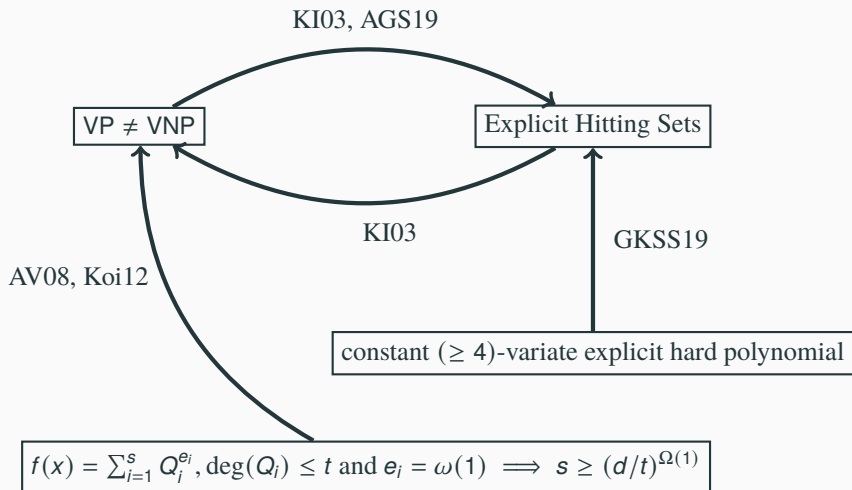 KI03, AGS19
VP ≠ VNP
Explicit Hitting Sets
KI03
GKSS19
AV08, Koi12
constant (≥ 4)-variate explicit hard polynomial
f(x) = ∑_{i=1}^{s} Q_i^{e_i}, deg(Q_i) ≤ t and e_i = ω(1) ⟹ s ≥ (d/t)^{Ω(1)}